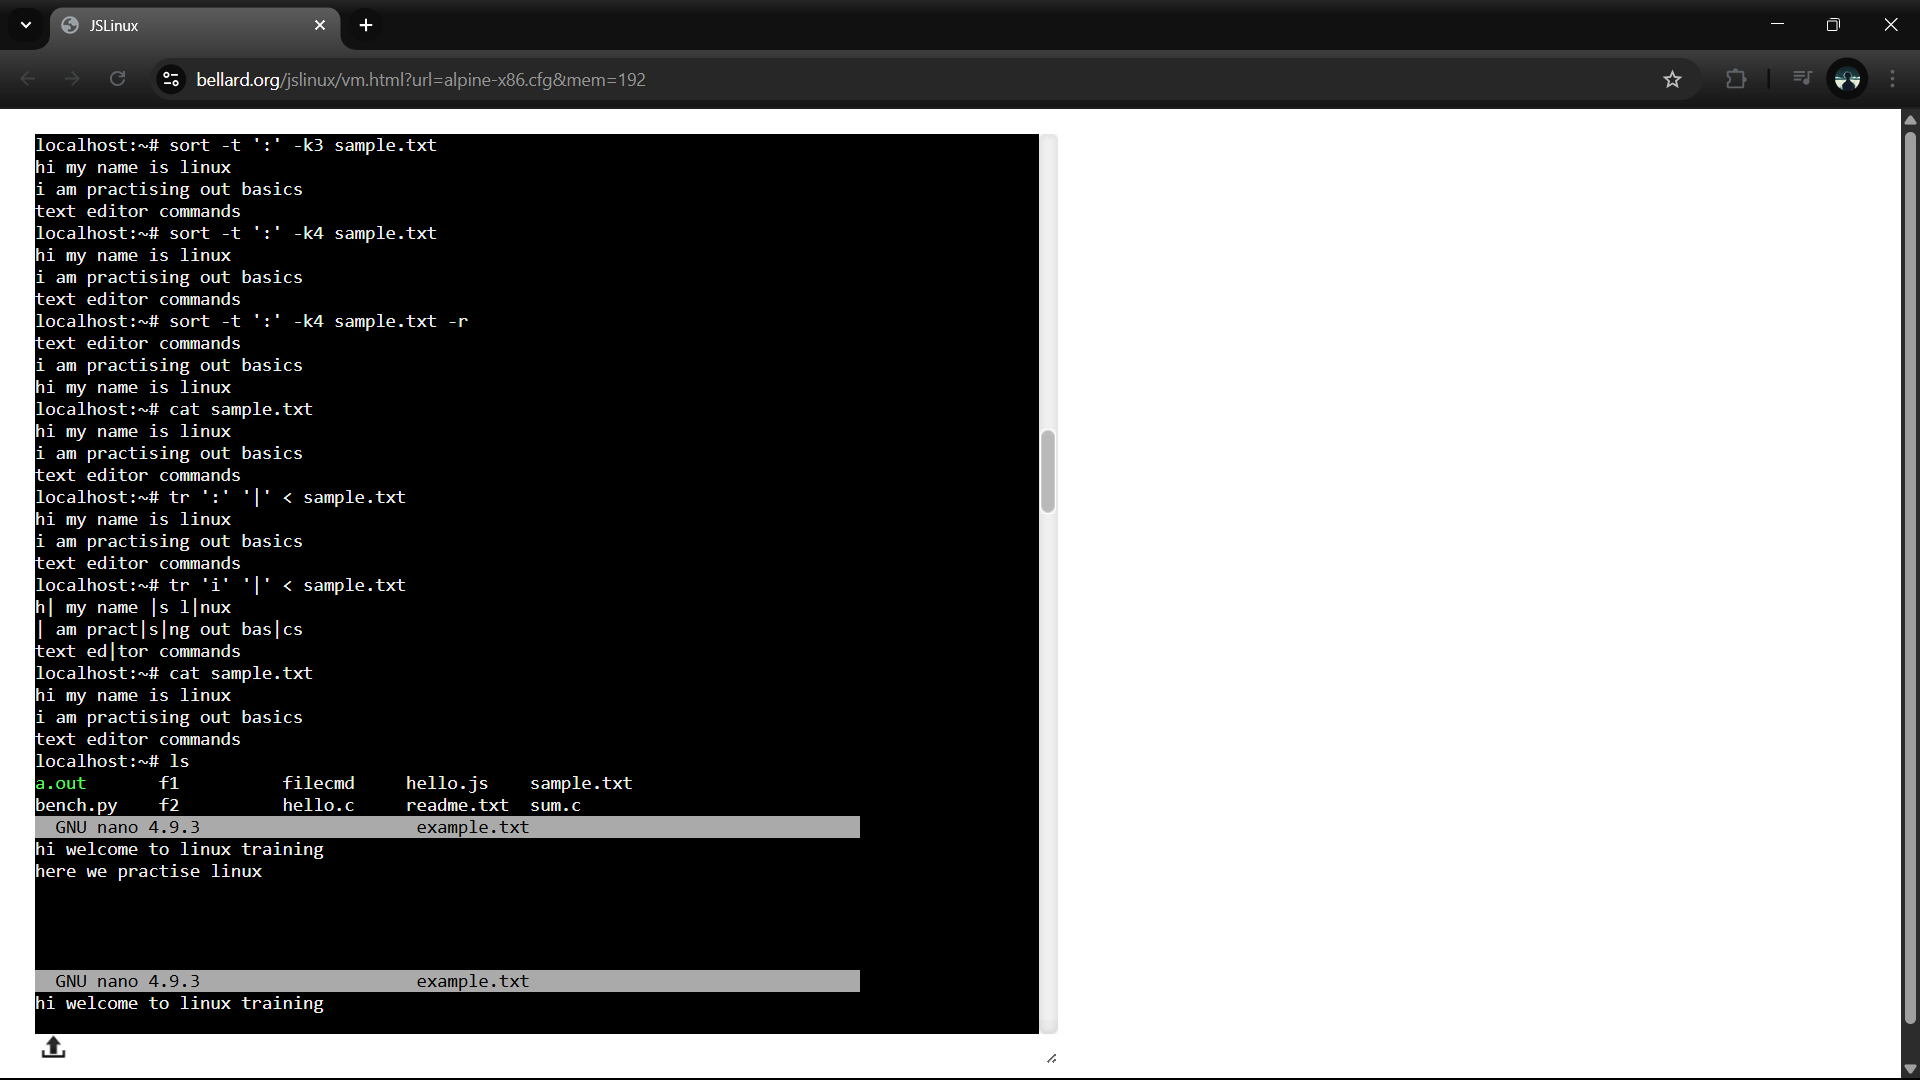 JSLinux
bellard.org/jslinux/vm.html?url=alpine-x86.cfg&mem=192
localhost:~# sort -t ':' -k3 sample.txt
hi my name is linux
i am practising out basics
text editor commands
localhost:~# sort -t ':' -k4 sample.txt
hi my name is linux
i am practising out basics
text editor commands
localhost:~# sort -t ':' -k4 sample.txt -r
text editor commands
i am practising out basics
hi my name is linux
localhost:~# cat sample.txt
hi my name is linux
i am practising out basics
text editor commands
localhost:~# tr ':' '|' < sample.txt
hi my name is linux
i am practising out basics
text editor commands
localhost:~# tr 'i' '|' < sample.txt
h| my name |s l|nux
| am pract|s|ng out bas|cs
text ed|tor commands
localhost:~# cat sample.txt
hi my name is linux
i am practising out basics
text editor commands
localhost:~# ls
a.out f1 filecmd hello.js sample.txt
bench.py f2 hello.c readme.txt sum.c
GNU nano 4.9.3 example.txt
hi welcome to linux training
here we practise linux
GNU nano 4.9.3 example.txt
hi welcome to linux training